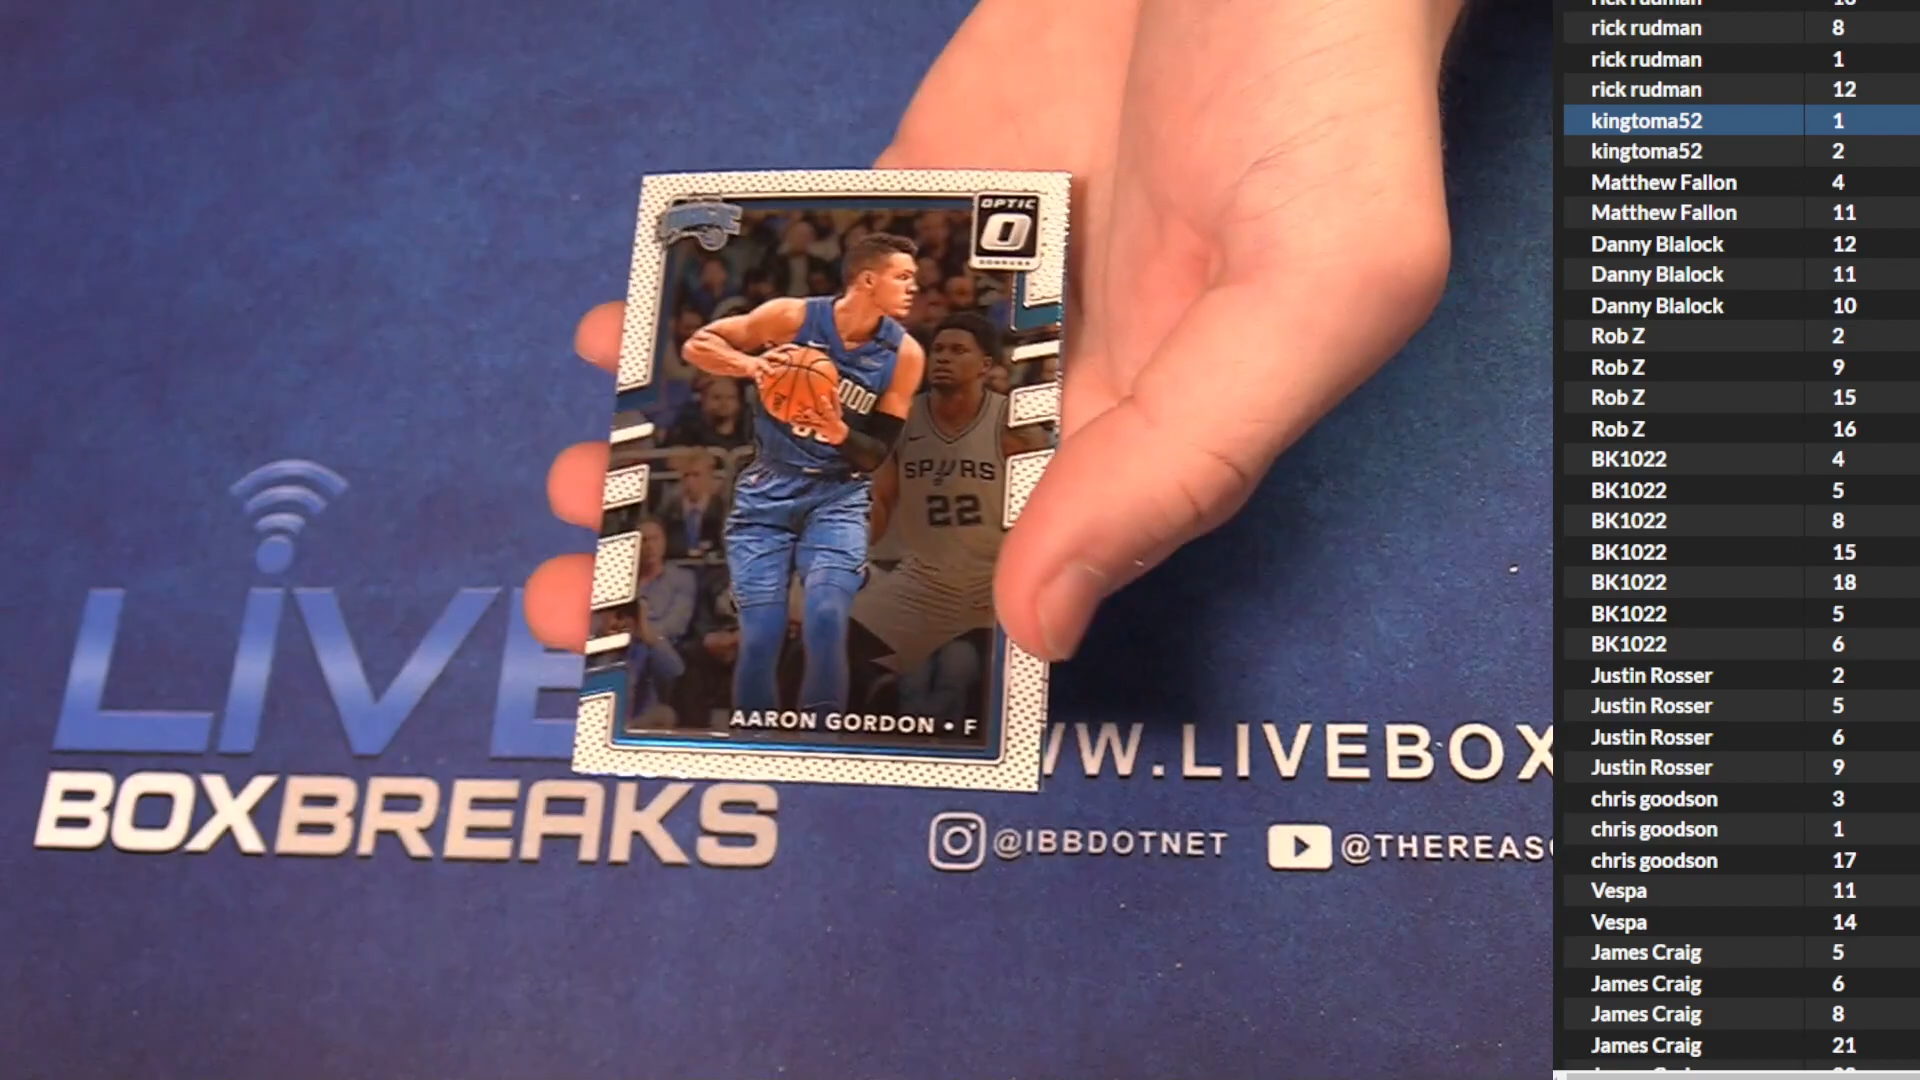 OPTIC
O
DONRUSS
SPURS
22
AARON GORDON • F
LIVE
BOXBREAKS
WW.LIVEBOX
@IBBDOTNET
@THEREASO
rick rudman
rick rudman 8
rick rudman 1
rick rudman 12
kingtoma52 1
kingtoma52 2
Matthew Fallon 4
Matthew Fallon 11
Danny Blalock 12
Danny Blalock 11
Danny Blalock 10
Rob Z 2
Rob Z 9
Rob Z 15
Rob Z 16
BK1022 4
BK1022 5
BK1022 8
BK1022 15
BK1022 18
BK1022 5
BK1022 6
Justin Rosser 2
Justin Rosser 5
Justin Rosser 6
Justin Rosser 9
chris goodson 3
chris goodson 1
chris goodson 17
Vespa 11
Vespa 14
James Craig 5
James Craig 6
James Craig 8
James Craig 21